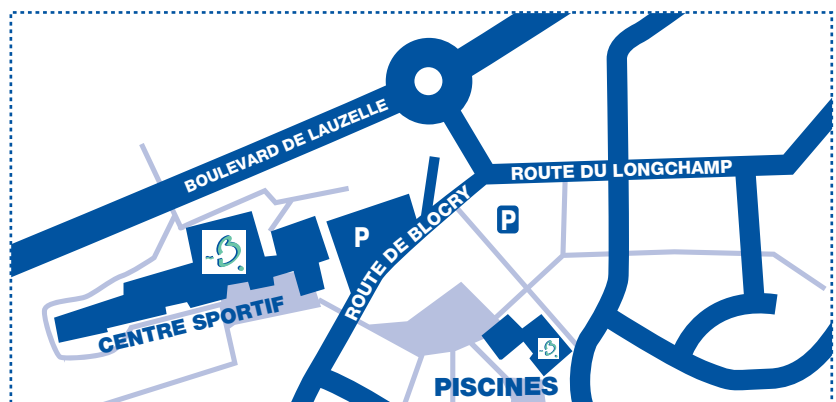 BOULEVARD DE LAUZELLE
ROUTE DU LONGCHAMP
P
P
ROUTE DE BLOCRY
~B.
CENTRE SPORTIF
~B.
PISCINES